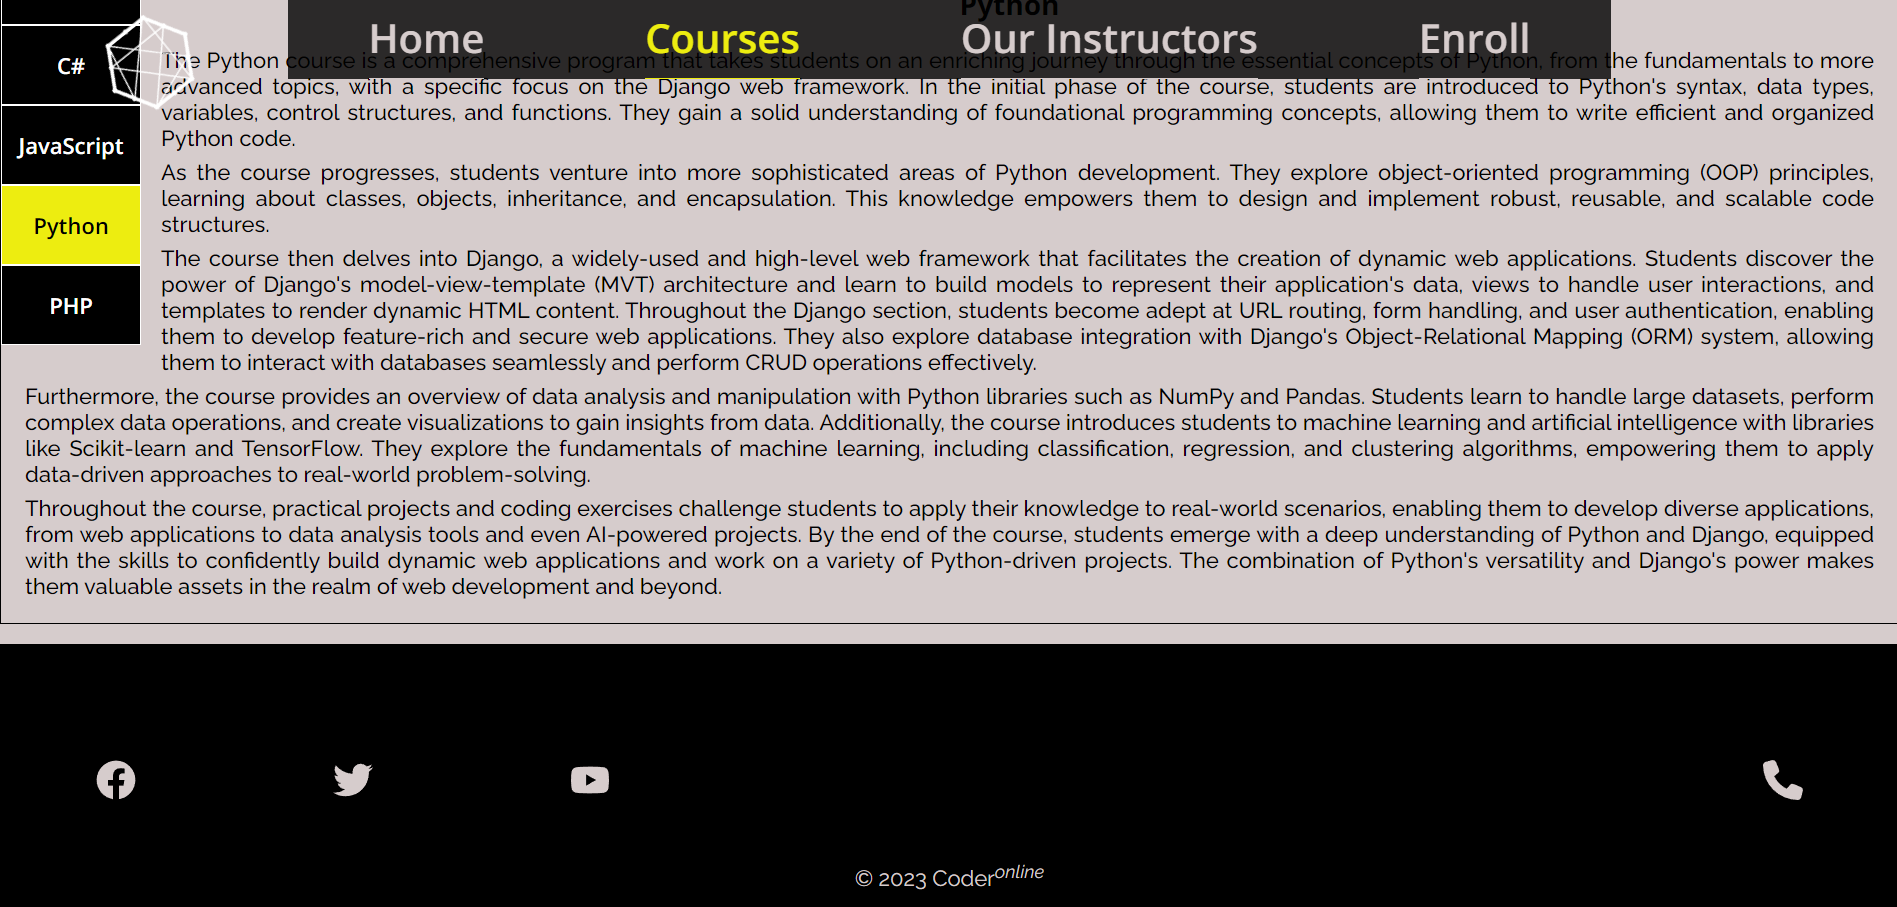 Python
Home Courses Our Instructors Enroll
C#
JavaScript
Python
PHP
The Python course is a comprehensive program that takes students on an enriching journey through the essential concepts of Python, from the fundamentals to more
advanced topics, with a specific focus on the Django web framework. In the initial phase of the course, students are introduced to Python's syntax, data types,
variables, control structures, and functions. They gain a solid understanding of foundational programming concepts, allowing them to write efficient and organized
Python code.
As the course progresses, students venture into more sophisticated areas of Python development. They explore object-oriented programming (OOP) principles,
learning about classes, objects, inheritance, and encapsulation. This knowledge empowers them to design and implement robust, reusable, and scalable code
structures.
The course then delves into Django, a widely-used and high-level web framework that facilitates the creation of dynamic web applications. Students discover the
power of Django's model-view-template (MVT) architecture and learn to build models to represent their application's data, views to handle user interactions, and
templates to render dynamic HTML content. Throughout the Django section, students become adept at URL routing, form handling, and user authentication, enabling
them to develop feature-rich and secure web applications. They also explore database integration with Django's Object-Relational Mapping (ORM) system, allowing
them to interact with databases seamlessly and perform CRUD operations effectively.
Furthermore, the course provides an overview of data analysis and manipulation with Python libraries such as NumPy and Pandas. Students learn to handle large datasets, perform
complex data operations, and create visualizations to gain insights from data. Additionally, the course introduces students to machine learning and artificial intelligence with libraries
like Scikit-learn and TensorFlow. They explore the fundamentals of machine learning, including classification, regression, and clustering algorithms, empowering them to apply
data-driven approaches to real-world problem-solving.
Throughout the course, practical projects and coding exercises challenge students to apply their knowledge to real-world scenarios, enabling them to develop diverse applications,
from web applications to data analysis tools and even AI-powered projects. By the end of the course, students emerge with a deep understanding of Python and Django, equipped
with the skills to confidently build dynamic web applications and work on a variety of Python-driven projects. The combination of Python's versatility and Django's power makes
them valuable assets in the realm of web development and beyond.
© 2023 Coderonline